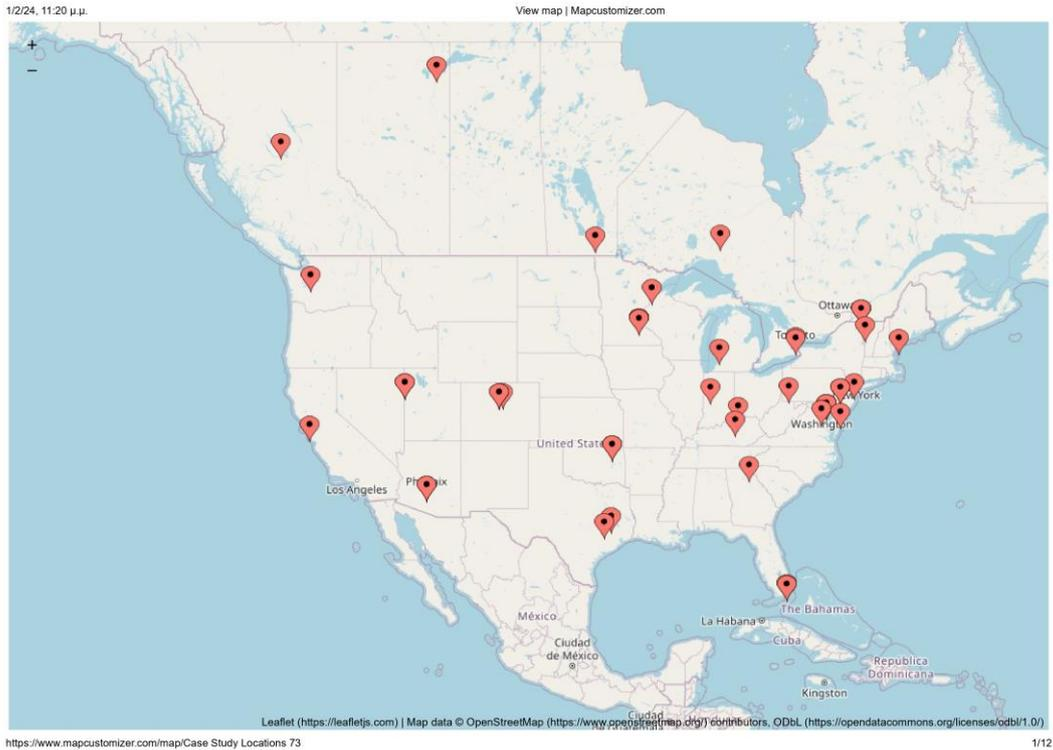 1/2/24, 11:20 μ.μ.
View map | Mapcustomizer.com
+
−
Ottawa
New York
Washington
United States
Los Angeles
La Habana
The Bahamas
Cuba
México
Ciudad
de México
República
Dominicana
Kingston
Ciudad
Leaflet (https://leafletjs.com) | Map data © OpenStreetMap (https://www.openstreetmap.org/) contributors, ODbL (https://opendatacommons.org/licenses/odbl/1.0/)
https://www.mapcustomizer.com/map/Case Study Locations 73
1/12